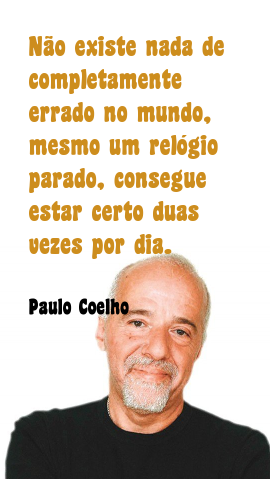 Não existe nada de
completamente
errado no mundo,
mesmo um relógio
parado, consegue
estar certo duas
vezes por dia.
Paulo Coelho